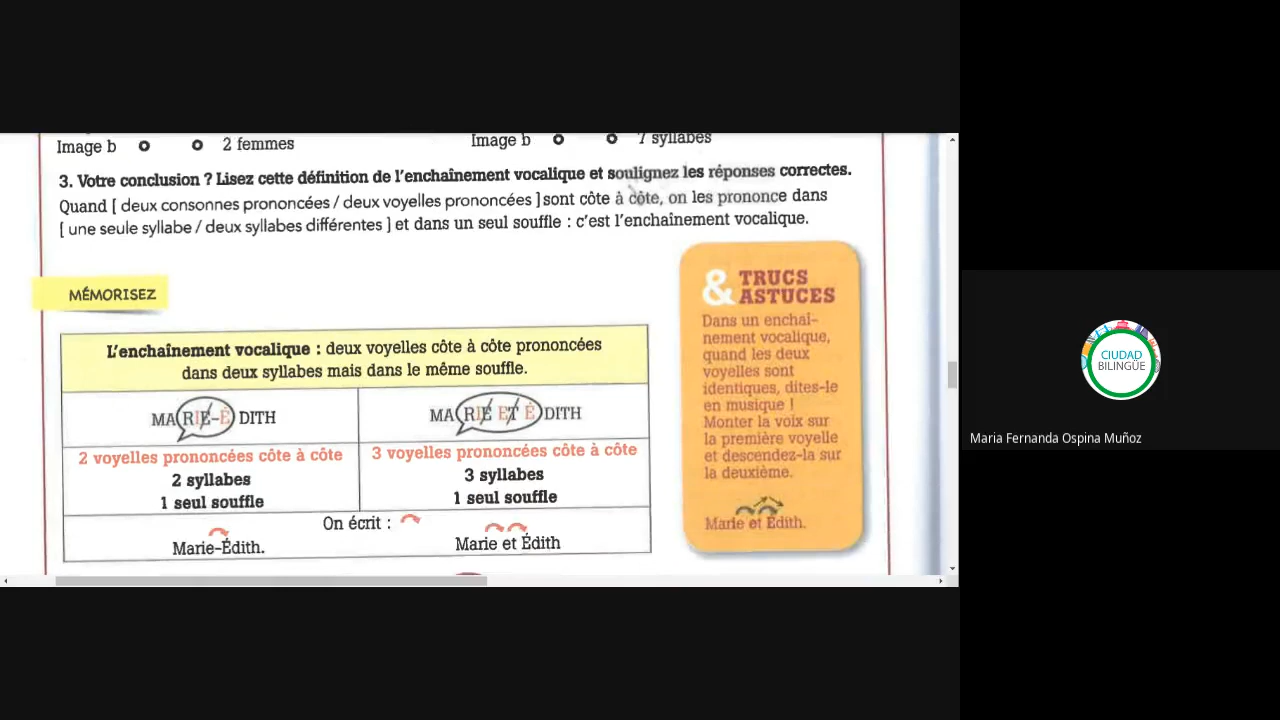 Image b
2 femmes
Image b
7 syllabes
3. Votre conclusion ? Lisez cette définition de l'enchaînement vocalique et soulignez les réponses correctes.
Quand [ deux consonnes prononcées / deux voyelles prononcées ] sont côte à côte, on les prononce dans
[ une seule syllabe / deux syllabes différentes ] et dans un seul souffle : c'est l'enchaînement vocalique.
MÉMORISEZ
L'enchaînement vocalique : deux voyelles côte à côte prononcées
dans deux syllabes mais dans le même souffle.
MA RIE-É DITH
MA RIE ET É DITH
2 voyelles prononcées côte à côte
2 syllabes
1 seul souffle
3 voyelles prononcées côte à côte
3 syllabes
1 seul souffle
On écrit :
Marie-Édith.
Marie et Édith
& TRUCS
ASTUCES
Dans un enchaî-
nement vocalique,
quand les deux
voyelles sont
identiques, dites-le
en musique !
Monter la voix sur
la première voyelle
et descendez-la sur
la deuxième.
Marie et Édith.
CIUDAD
BILINGÜE
Maria Fernanda Ospina Muñoz